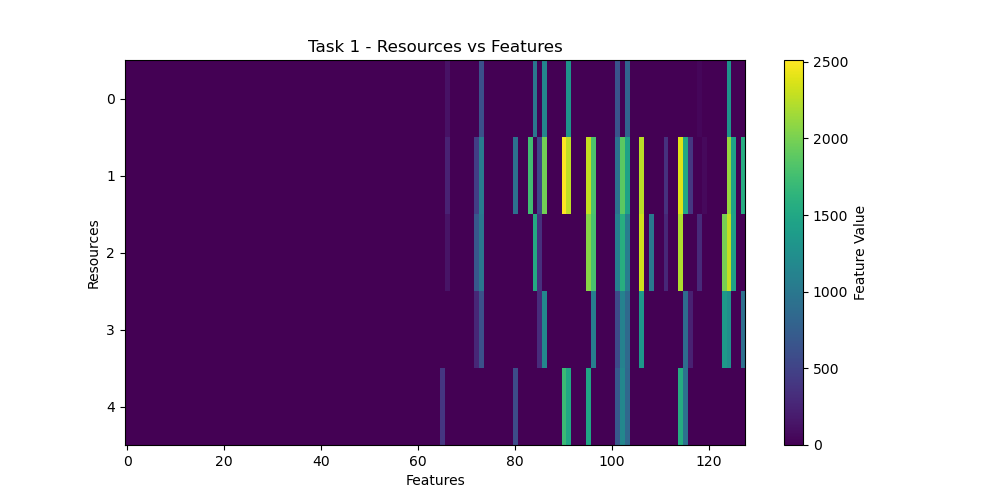 Task 1 - Resources vs Features
Resources
0
1
2
3
4
0 20 40 60 80 100 120
Features
2500
2000
1500
1000
500
0
Feature Value